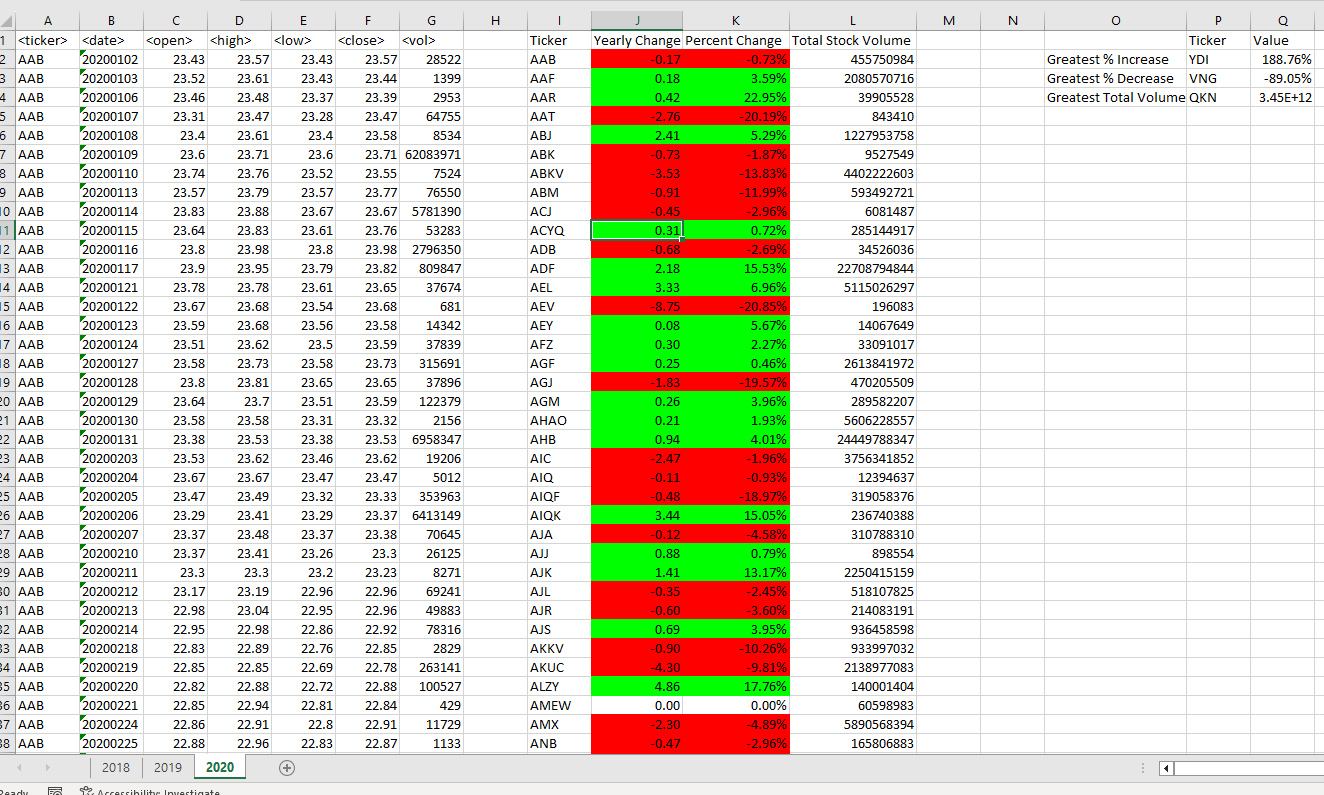 A B C D E F G H I J K L M N O P Q
1 <ticker> <date> <open> <high> <low> <close> <vol> Ticker Yearly Change Percent Change Total Stock Volume Ticker Value
2 AAB 20200102 23.43 23.57 23.43 23.57 28522 AAB -0.17 -0.73% 455750984 Greatest % Increase YDI 188.76%
3 AAB 20200103 23.52 23.61 23.43 23.44 1399 AAF 0.18 3.59% 2080570716 Greatest % Decrease VNG -89.05%
4 AAB 20200106 23.46 23.48 23.37 23.39 2953 AAR 0.42 22.95% 39905528 Greatest Total Volume QKN 3.45E+12
5 AAB 20200107 23.31 23.47 23.28 23.47 64755 AAT -2.76 -20.19% 843410
6 AAB 20200108 23.4 23.61 23.4 23.58 8534 ABJ 2.41 5.29% 1227953758
7 AAB 20200109 23.6 23.71 23.6 23.71 62083971 ABK -0.73 -1.87% 9527549
8 AAB 20200110 23.74 23.76 23.52 23.55 7524 ABKV -3.53 -13.83% 4402222603
9 AAB 20200113 23.57 23.79 23.57 23.77 76550 ABM -0.91 -11.99% 593492721
10 AAB 20200114 23.83 23.88 23.67 23.67 5781390 ACJ -0.45 -2.96% 6081487
11 AAB 20200115 23.64 23.83 23.61 23.76 53283 ACYQ 0.31 0.72% 285144917
12 AAB 20200116 23.8 23.98 23.8 23.98 2796350 ADB -0.68 -2.69% 34526036
13 AAB 20200117 23.9 23.95 23.79 23.82 809847 ADF 2.18 15.53% 22708794844
14 AAB 20200121 23.78 23.78 23.61 23.65 37674 AEL 3.33 6.96% 5115026297
15 AAB 20200122 23.67 23.68 23.54 23.68 681 AEV -8.75 -20.85% 196083
16 AAB 20200123 23.59 23.68 23.56 23.58 14342 AEY 0.08 5.67% 14067649
17 AAB 20200124 23.51 23.62 23.5 23.59 37839 AFZ 0.30 2.27% 33091017
18 AAB 20200127 23.58 23.73 23.58 23.73 315691 AGF 0.25 0.46% 2613841972
19 AAB 20200128 23.8 23.81 23.65 23.65 37896 AGJ -1.83 -19.57% 470205509
20 AAB 20200129 23.64 23.7 23.51 23.59 122379 AGM 0.26 3.96% 289582207
21 AAB 20200130 23.58 23.58 23.31 23.32 2156 AHAO 0.21 1.93% 5606228557
22 AAB 20200131 23.38 23.53 23.38 23.53 6958347 AHB 0.94 4.01% 24449788347
23 AAB 20200203 23.53 23.62 23.46 23.62 19206 AIC -2.47 -1.96% 3756341852
24 AAB 20200204 23.67 23.67 23.47 23.47 5012 AIQ -0.11 -0.93% 12394637
25 AAB 20200205 23.47 23.49 23.32 23.33 353963 AIQF -0.48 -18.97% 319058376
26 AAB 20200206 23.29 23.41 23.29 23.37 6413149 AIQK 3.44 15.05% 236740388
27 AAB 20200207 23.37 23.48 23.37 23.38 70645 AJA -0.12 -4.58% 310788310
28 AAB 20200210 23.37 23.41 23.26 23.3 26125 AJJ 0.88 0.79% 898554
29 AAB 20200211 23.3 23.3 23.2 23.23 8271 AJK 1.41 13.17% 2250415159
30 AAB 20200212 23.17 23.19 22.96 22.96 69241 AJL -0.35 -2.45% 518107825
31 AAB 20200213 22.98 23.04 22.95 22.96 49883 AJR -0.60 -3.60% 214083191
32 AAB 20200214 22.95 22.98 22.86 22.92 78316 AJS 0.69 3.95% 936458598
33 AAB 20200218 22.83 22.89 22.76 22.85 2829 AKKV -0.90 -10.26% 933997032
34 AAB 20200219 22.85 22.85 22.69 22.78 263141 AKUC -4.30 -9.81% 2138977083
35 AAB 20200220 22.82 22.88 22.72 22.88 100527 ALZY 4.86 17.76% 140001404
36 AAB 20200221 22.85 22.94 22.81 22.84 429 AMEW 0.00 0.00% 60598983
37 AAB 20200224 22.86 22.91 22.8 22.91 11729 AMX -2.30 -4.89% 5890568394
38 AAB 20200225 22.88 22.96 22.83 22.87 1133 ANB -0.47 -2.96% 165806883
2018 2019 2020
Ready Accessibility: Investigate